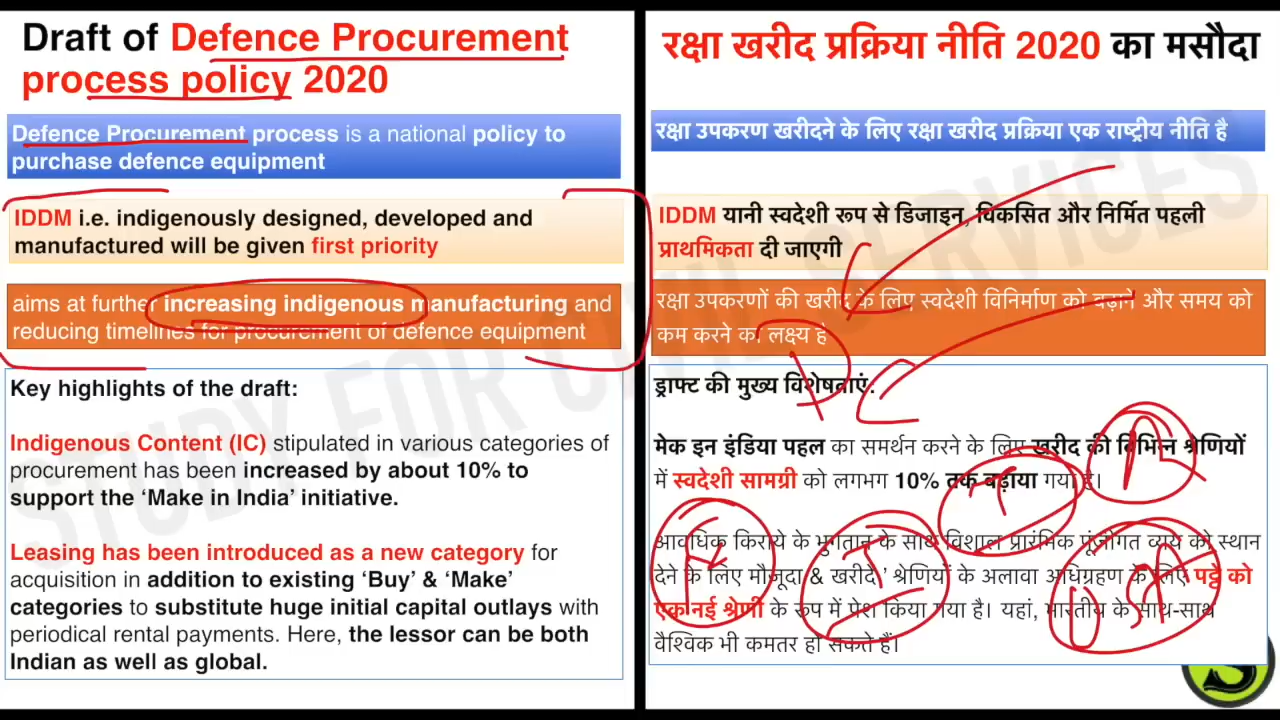 Draft of Defence Procurement
process policy 2020
Defence Procurement process is a national policy to
purchase defence equipment
IDDM i.e. indigenously designed, developed and
manufactured will be given first priority
aims at further increasing indigenous manufacturing and
reducing timelines for procurement of defence equipment
Key highlights of the draft:
Indigenous Content (IC) stipulated in various categories of
procurement has been increased by about 10% to
support the ‘Make in India’ initiative.
Leasing has been introduced as a new category for
acquisition in addition to existing ‘Buy’ & ‘Make’
categories to substitute huge initial capital outlays with
periodical rental payments. Here, the lessor can be both
Indian as well as global.
रक्षा खरीद प्रक्रिया नीति 2020 का मसौदा
रक्षा उपकरण खरीदने के लिए रक्षा खरीद प्रक्रिया एक राष्ट्रीय नीति है
IDDM यानी स्वदेशी रूप से डिजाइन, विकसित और निर्मित पहली
प्राथमिकता दी जाएगी
रक्षा उपकरणों की खरीद के लिए स्वदेशी विनिर्माण को बढ़ाने और समय को
कम करने का लक्ष्य है
ड्राफ्ट की मुख्य विशेषताएं:
मेक इन इंडिया पहल का समर्थन करने के लिए खरीद की विभिन्न श्रेणियों
में स्वदेशी सामग्री को लगभग 10% तक बढ़ाया गया है।
आवधिक किराये के भुगतान के साथ विशाल प्रारंमिक पूंजीगत व्यय को स्थान
देने के लिए मौजूदा & खरीद,’ श्रेणियों के अलावा अधिग्रहण के लिए पट्टे को
एक नई श्रेणी के रूप में पेश किया गया है। यहां, भारतीय के साथ-साथ
वैश्विक भी कमतर हो सकते हैं।
STUDY FOR CIVIL SERVICES